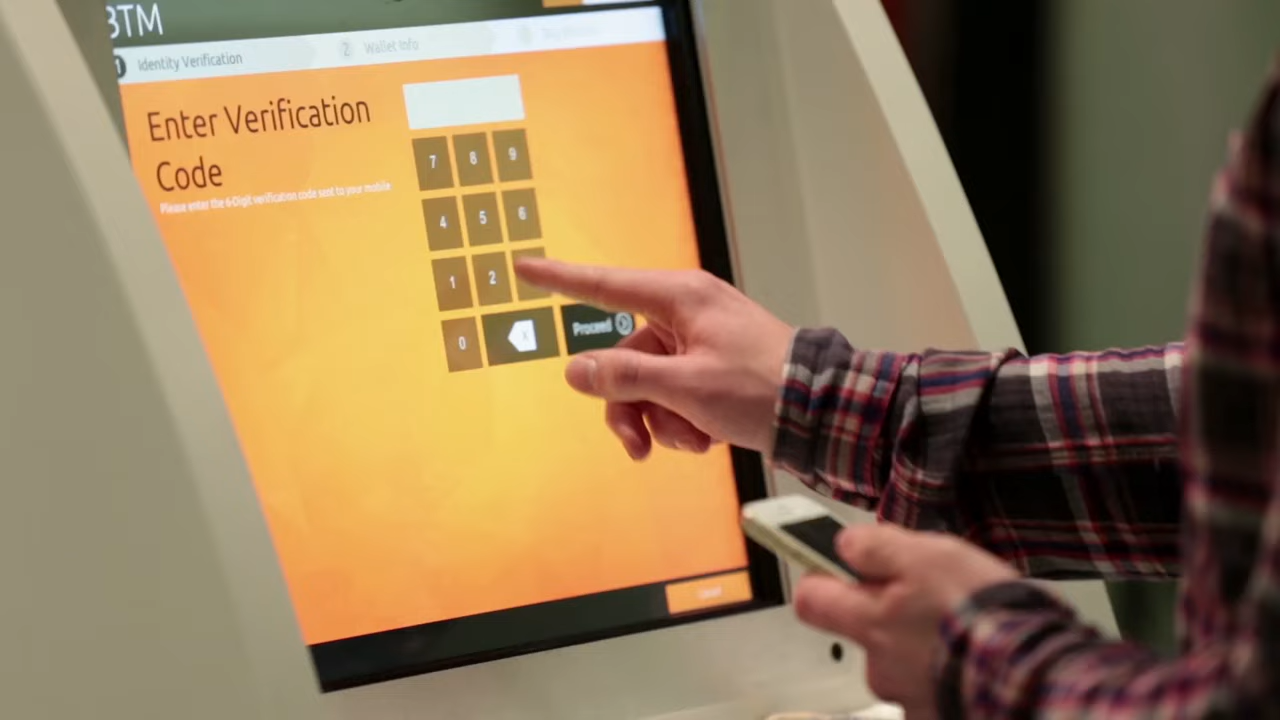 BTM
1 Identity Verification
2 Wallet Info
Enter Verification
Code
Please enter the 6-Digit verification code sent to your mobile
7 8 9
4 5 6
1 2
0 X Proceed